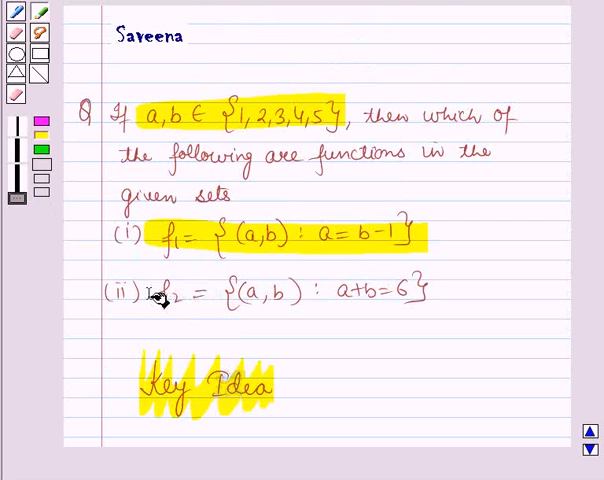 Saveena
Q If a,b ∈ {1,2,3,4,5}, then which of
the following are functions in the
given sets
(i) f₁ = {(a,b) : a = b-1}
(ii) f₂ = {(a,b) : a+b=6}
Key Idea